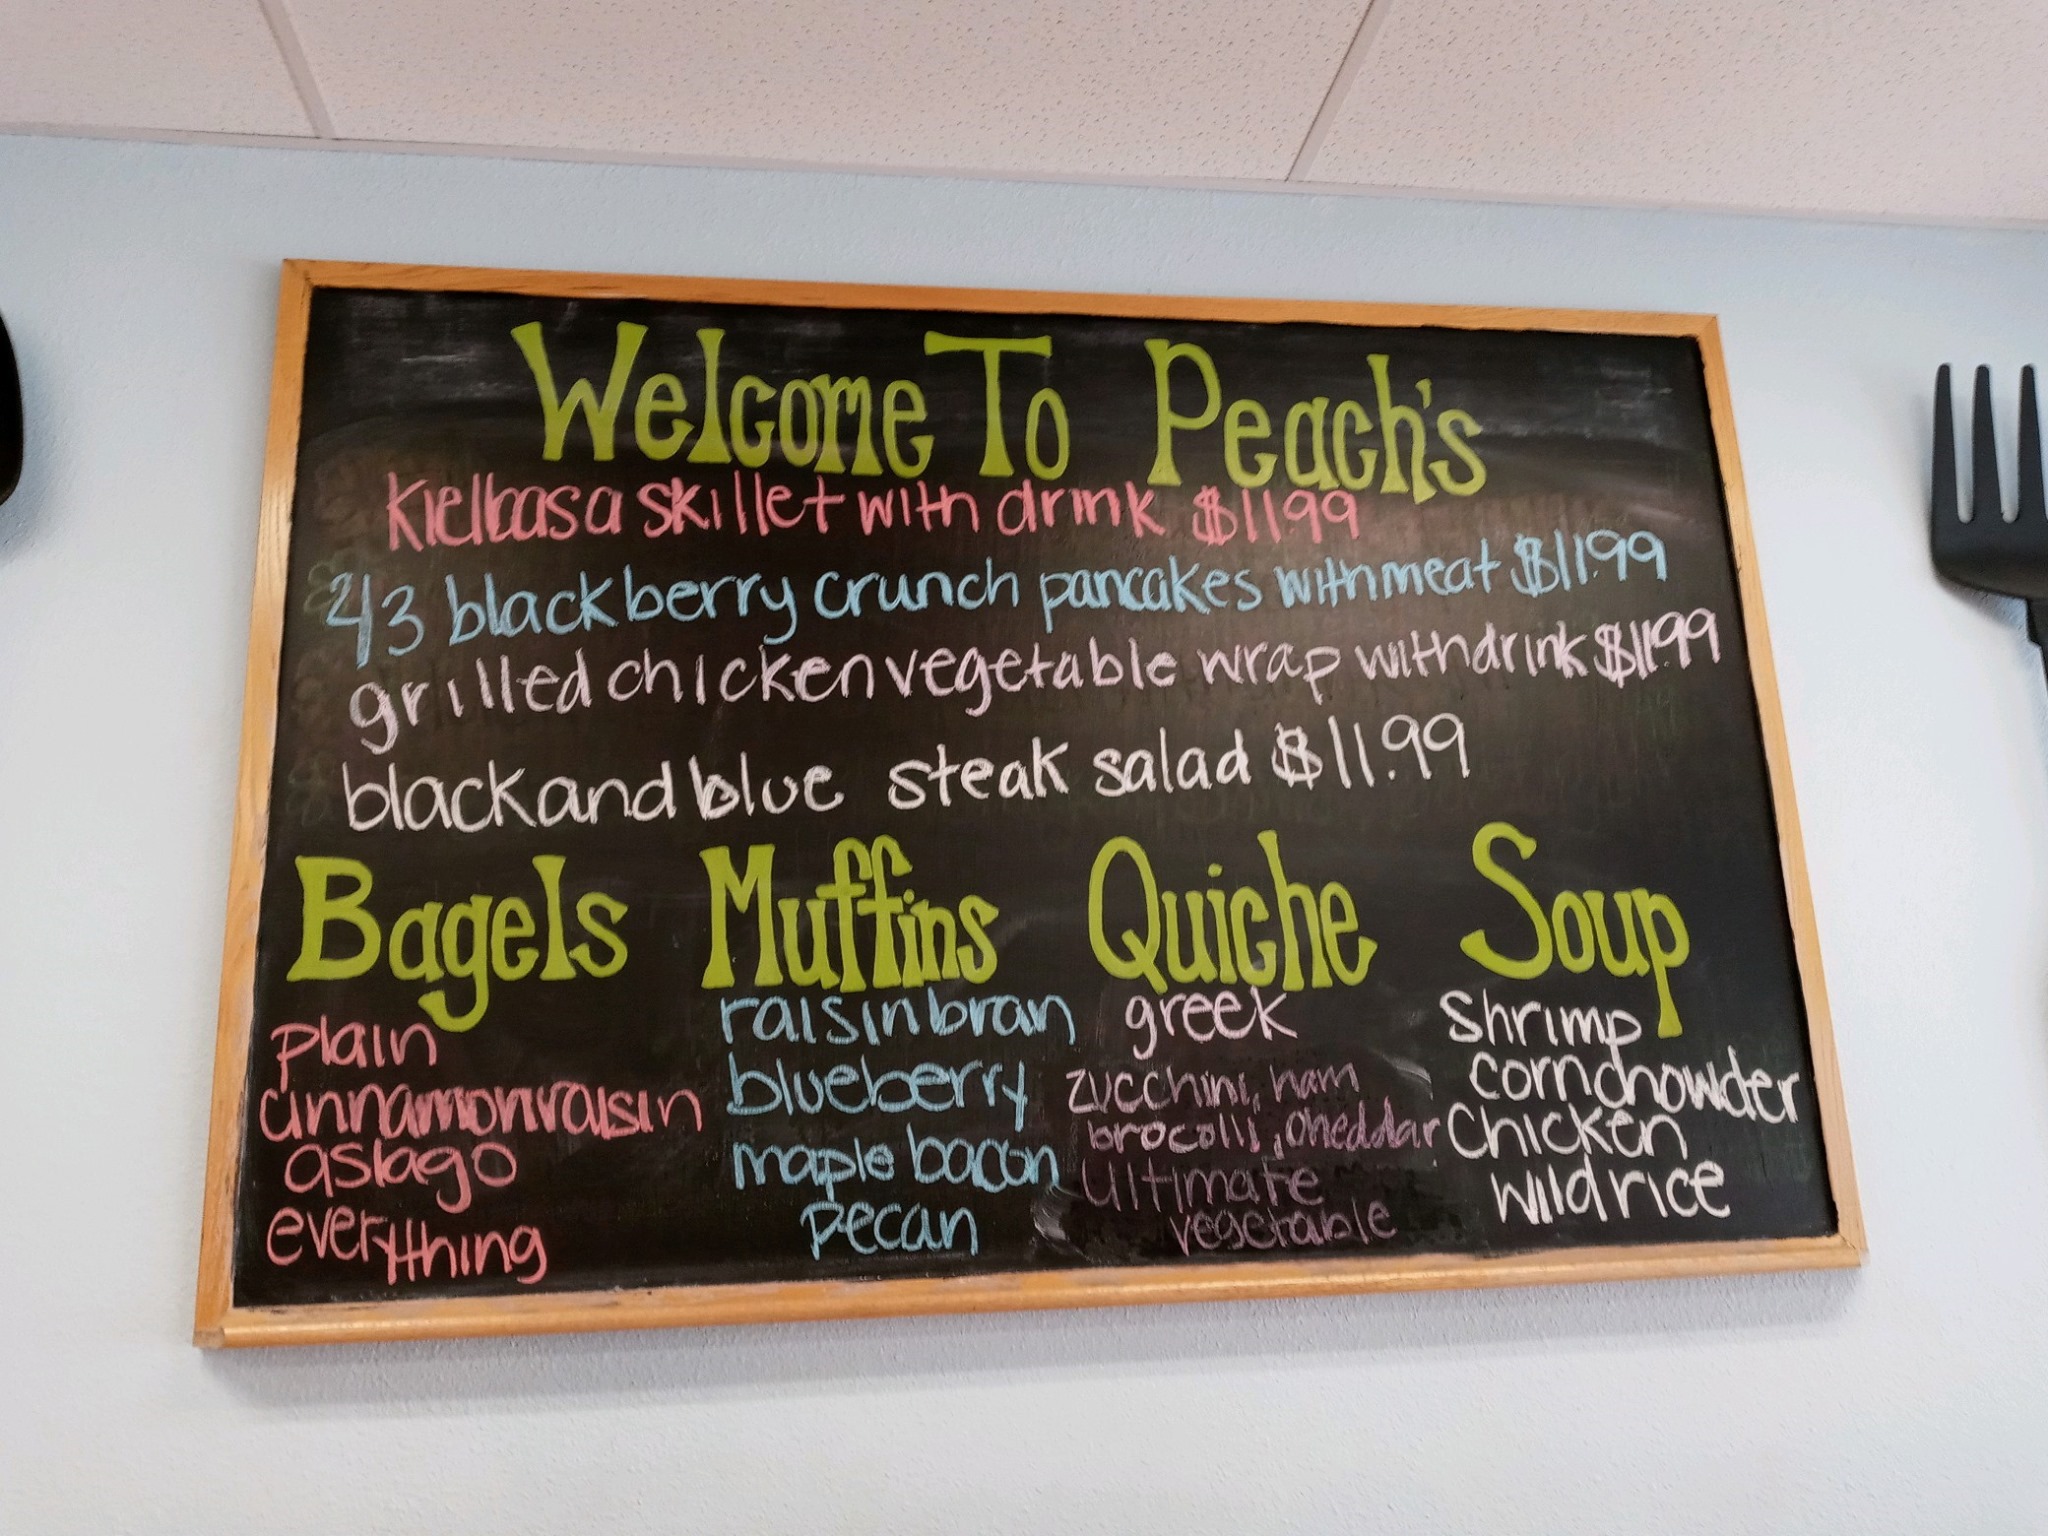 Welcome To Peach's
Kielbasa skillet with drink $11.99
blackberry crunch pancakes with meat $11.99
grilled chicken vegetable wrap with drink $11.99
black and blue steak salad $11.99
Bagels
plain
cinnamon raisin
asiago
everything
Muffins
raisin bran
blueberry
maple bacon
pecan
Quiche
greek
zucchini, ham
brocolli, cheddar
Ultimate
vegetable
Soup
Shrimp
corn chowder
Chicken
wild rice